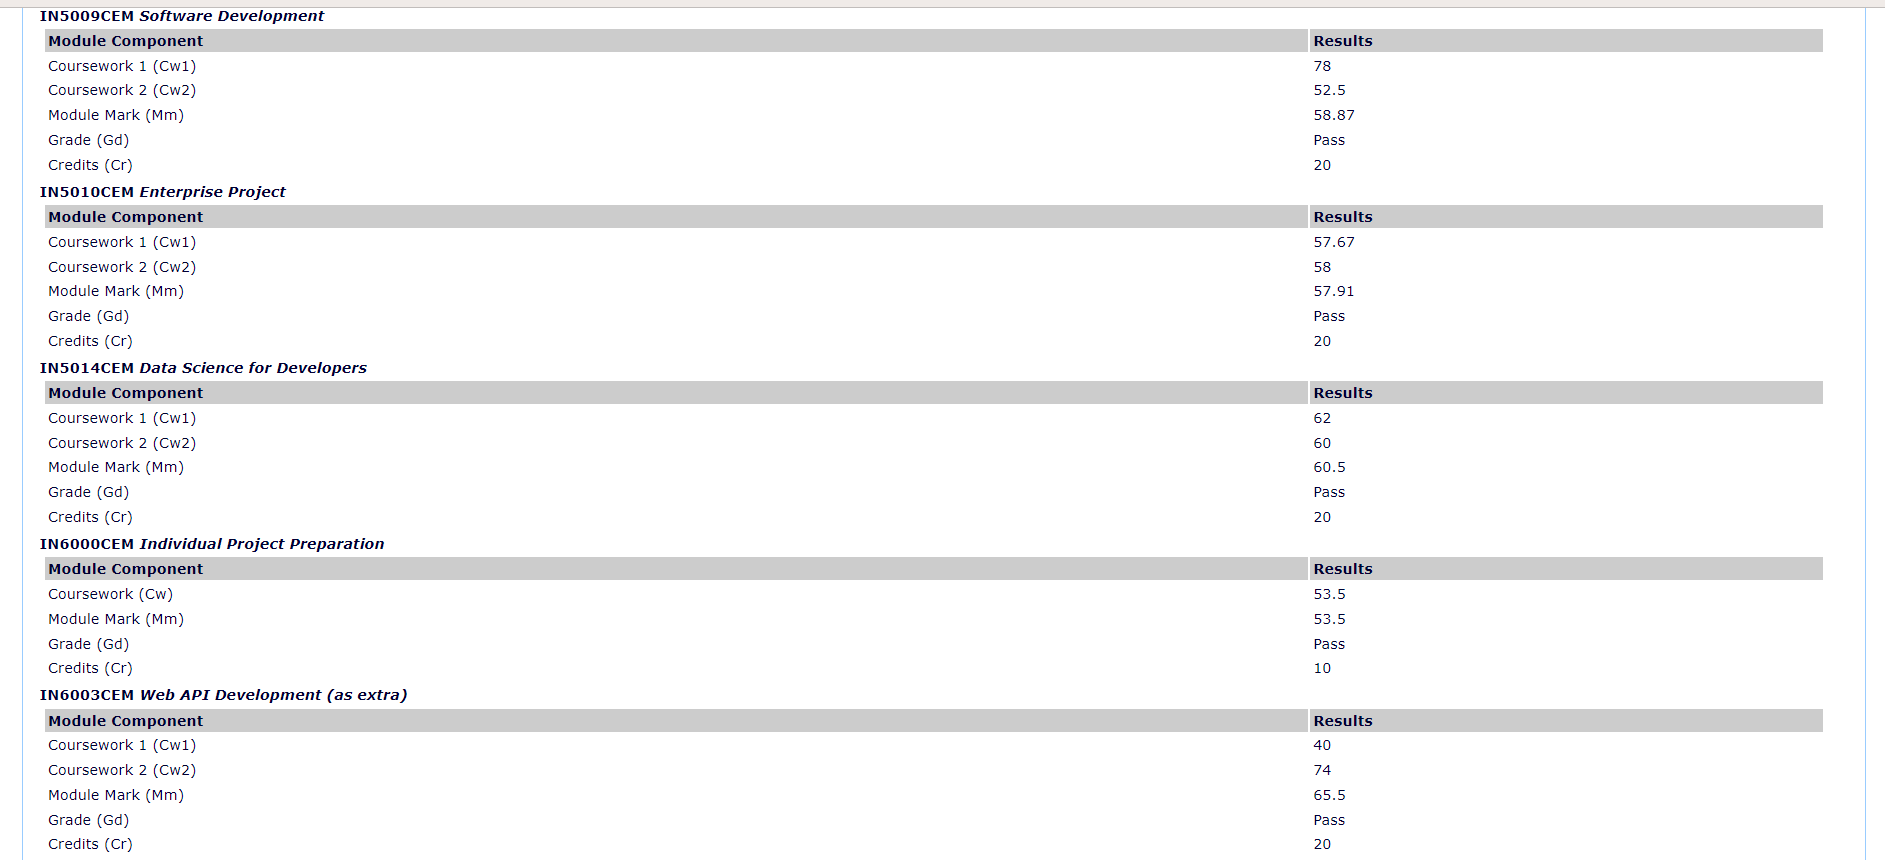 IN5009CEM Software Development
Module Component Results
Coursework 1 (Cw1) 78
Coursework 2 (Cw2) 52.5
Module Mark (Mm) 58.87
Grade (Gd) Pass
Credits (Cr) 20
IN5010CEM Enterprise Project
Module Component Results
Coursework 1 (Cw1) 57.67
Coursework 2 (Cw2) 58
Module Mark (Mm) 57.91
Grade (Gd) Pass
Credits (Cr) 20
IN5014CEM Data Science for Developers
Module Component Results
Coursework 1 (Cw1) 62
Coursework 2 (Cw2) 60
Module Mark (Mm) 60.5
Grade (Gd) Pass
Credits (Cr) 20
IN6000CEM Individual Project Preparation
Module Component Results
Coursework (Cw) 53.5
Module Mark (Mm) 53.5
Grade (Gd) Pass
Credits (Cr) 10
IN6003CEM Web API Development (as extra)
Module Component Results
Coursework 1 (Cw1) 40
Coursework 2 (Cw2) 74
Module Mark (Mm) 65.5
Grade (Gd) Pass
Credits (Cr) 20